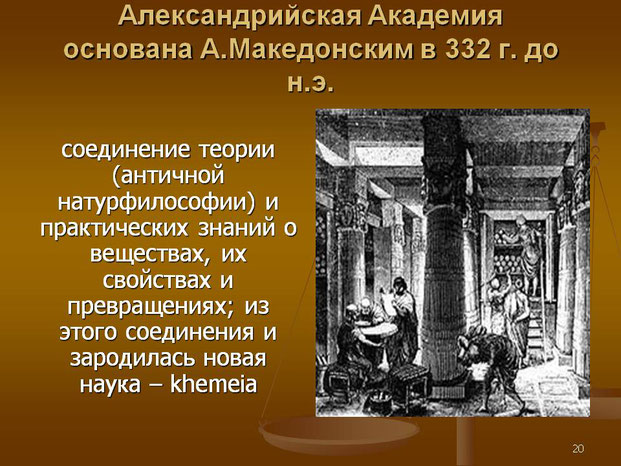 Александрийская Академия
основана А.Македонским в 332 г. до
н.э.
соединение теории
(античной
натурфилософии) и
практических знаний о
веществах, их
свойствах и
превращениях; из
этого соединения и
зародилась новая
наука – khemeia
20